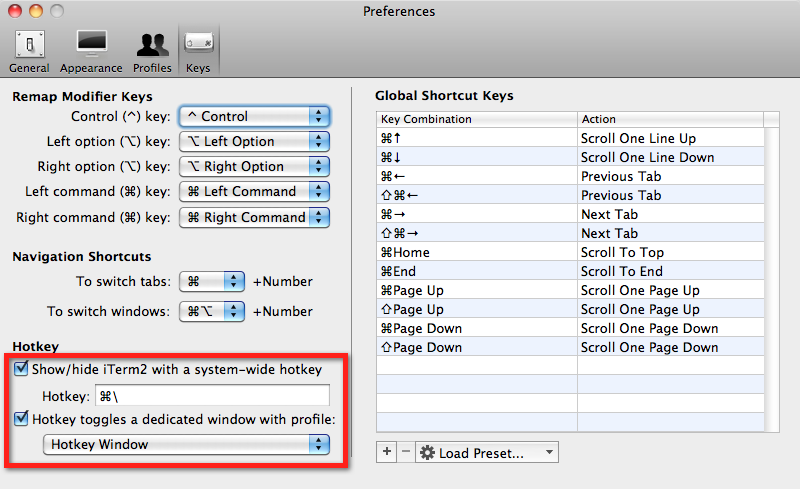 Preferences
General Appearance Profiles Keys
Remap Modifier Keys
Control (^) key: ^ Control
Left option (⌥) key: ⌥ Left Option
Right option (⌥) key: ⌥ Right Option
Left command (⌘) key: ⌘ Left Command
Right command (⌘) key: ⌘ Right Command
Navigation Shortcuts
To switch tabs: ⌘ +Number
To switch windows: ⌘⌥ +Number
Hotkey
Show/hide iTerm2 with a system-wide hotkey
Hotkey: ⌘\
Hotkey toggles a dedicated window with profile:
Hotkey Window
Global Shortcut Keys
Key Combination Action
⌘↑ Scroll One Line Up
⌘↓ Scroll One Line Down
⌘← Previous Tab
⇧⌘← Previous Tab
⌘→ Next Tab
⇧⌘→ Next Tab
⌘Home Scroll To Top
⌘End Scroll To End
⌘Page Up Scroll One Page Up
⇧Page Up Scroll One Page Up
⌘Page Down Scroll One Page Down
⇧Page Down Scroll One Page Down
+ − Load Preset...